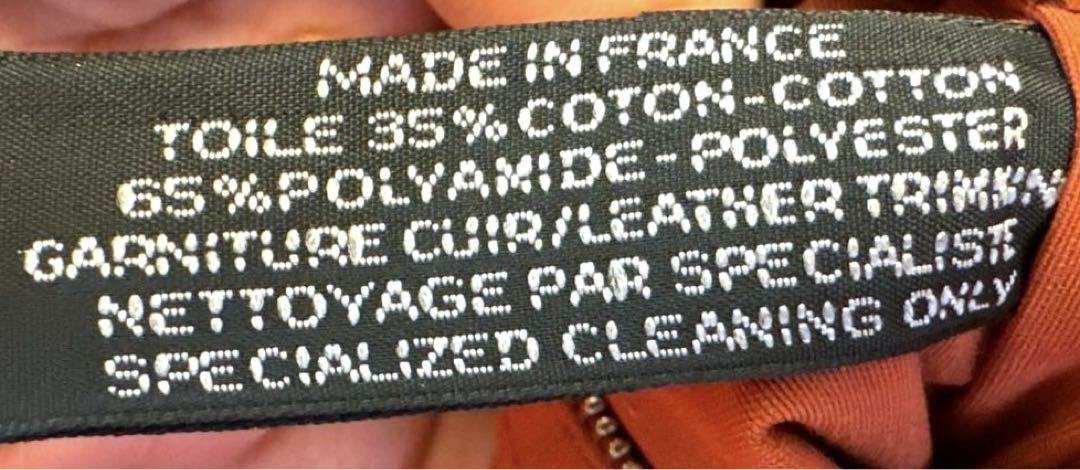 MADE IN FRANCE
TOILE 35% COTON-COTTON
65% POLYAMIDE-POLYESTER
GARNITURE CUIR/LEATHER
NETTOYAGE PAR SPECIALISTE
SPECIALIZED CLEANING ONLY